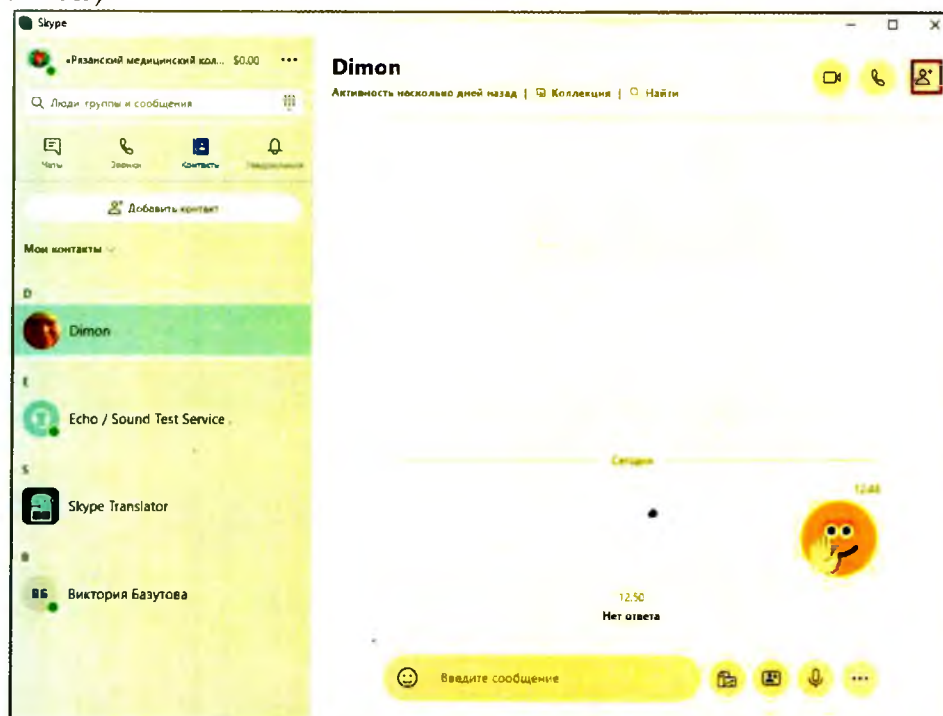 Skype
«Рязанский медицинский кол... $0.00
Люди группы и сообщения
Чаты Звонки Контакты
Добавить контакт
Мои контакты
D
Dimon
E
Echo / Sound Test Service
S
Skype Translator
В
ВБ Виктория Базутова
Dimon
Активность несколько дней назад | Коллекция | Найти
Сегодня
12:48
12:50
Нет ответа
Введите сообщение